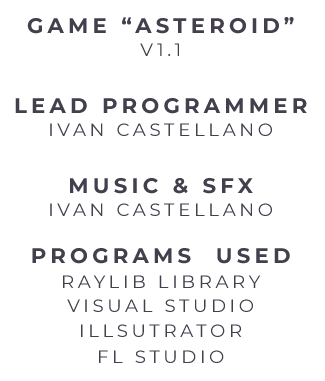 GAME “ASTEROID”
V1.1
LEAD PROGRAMMER
IVAN CASTELLANO
MUSIC & SFX
IVAN CASTELLANO
PROGRAMS USED
RAYLIB LIBRARY
VISUAL STUDIO
ILLSUTRATOR
FL STUDIO